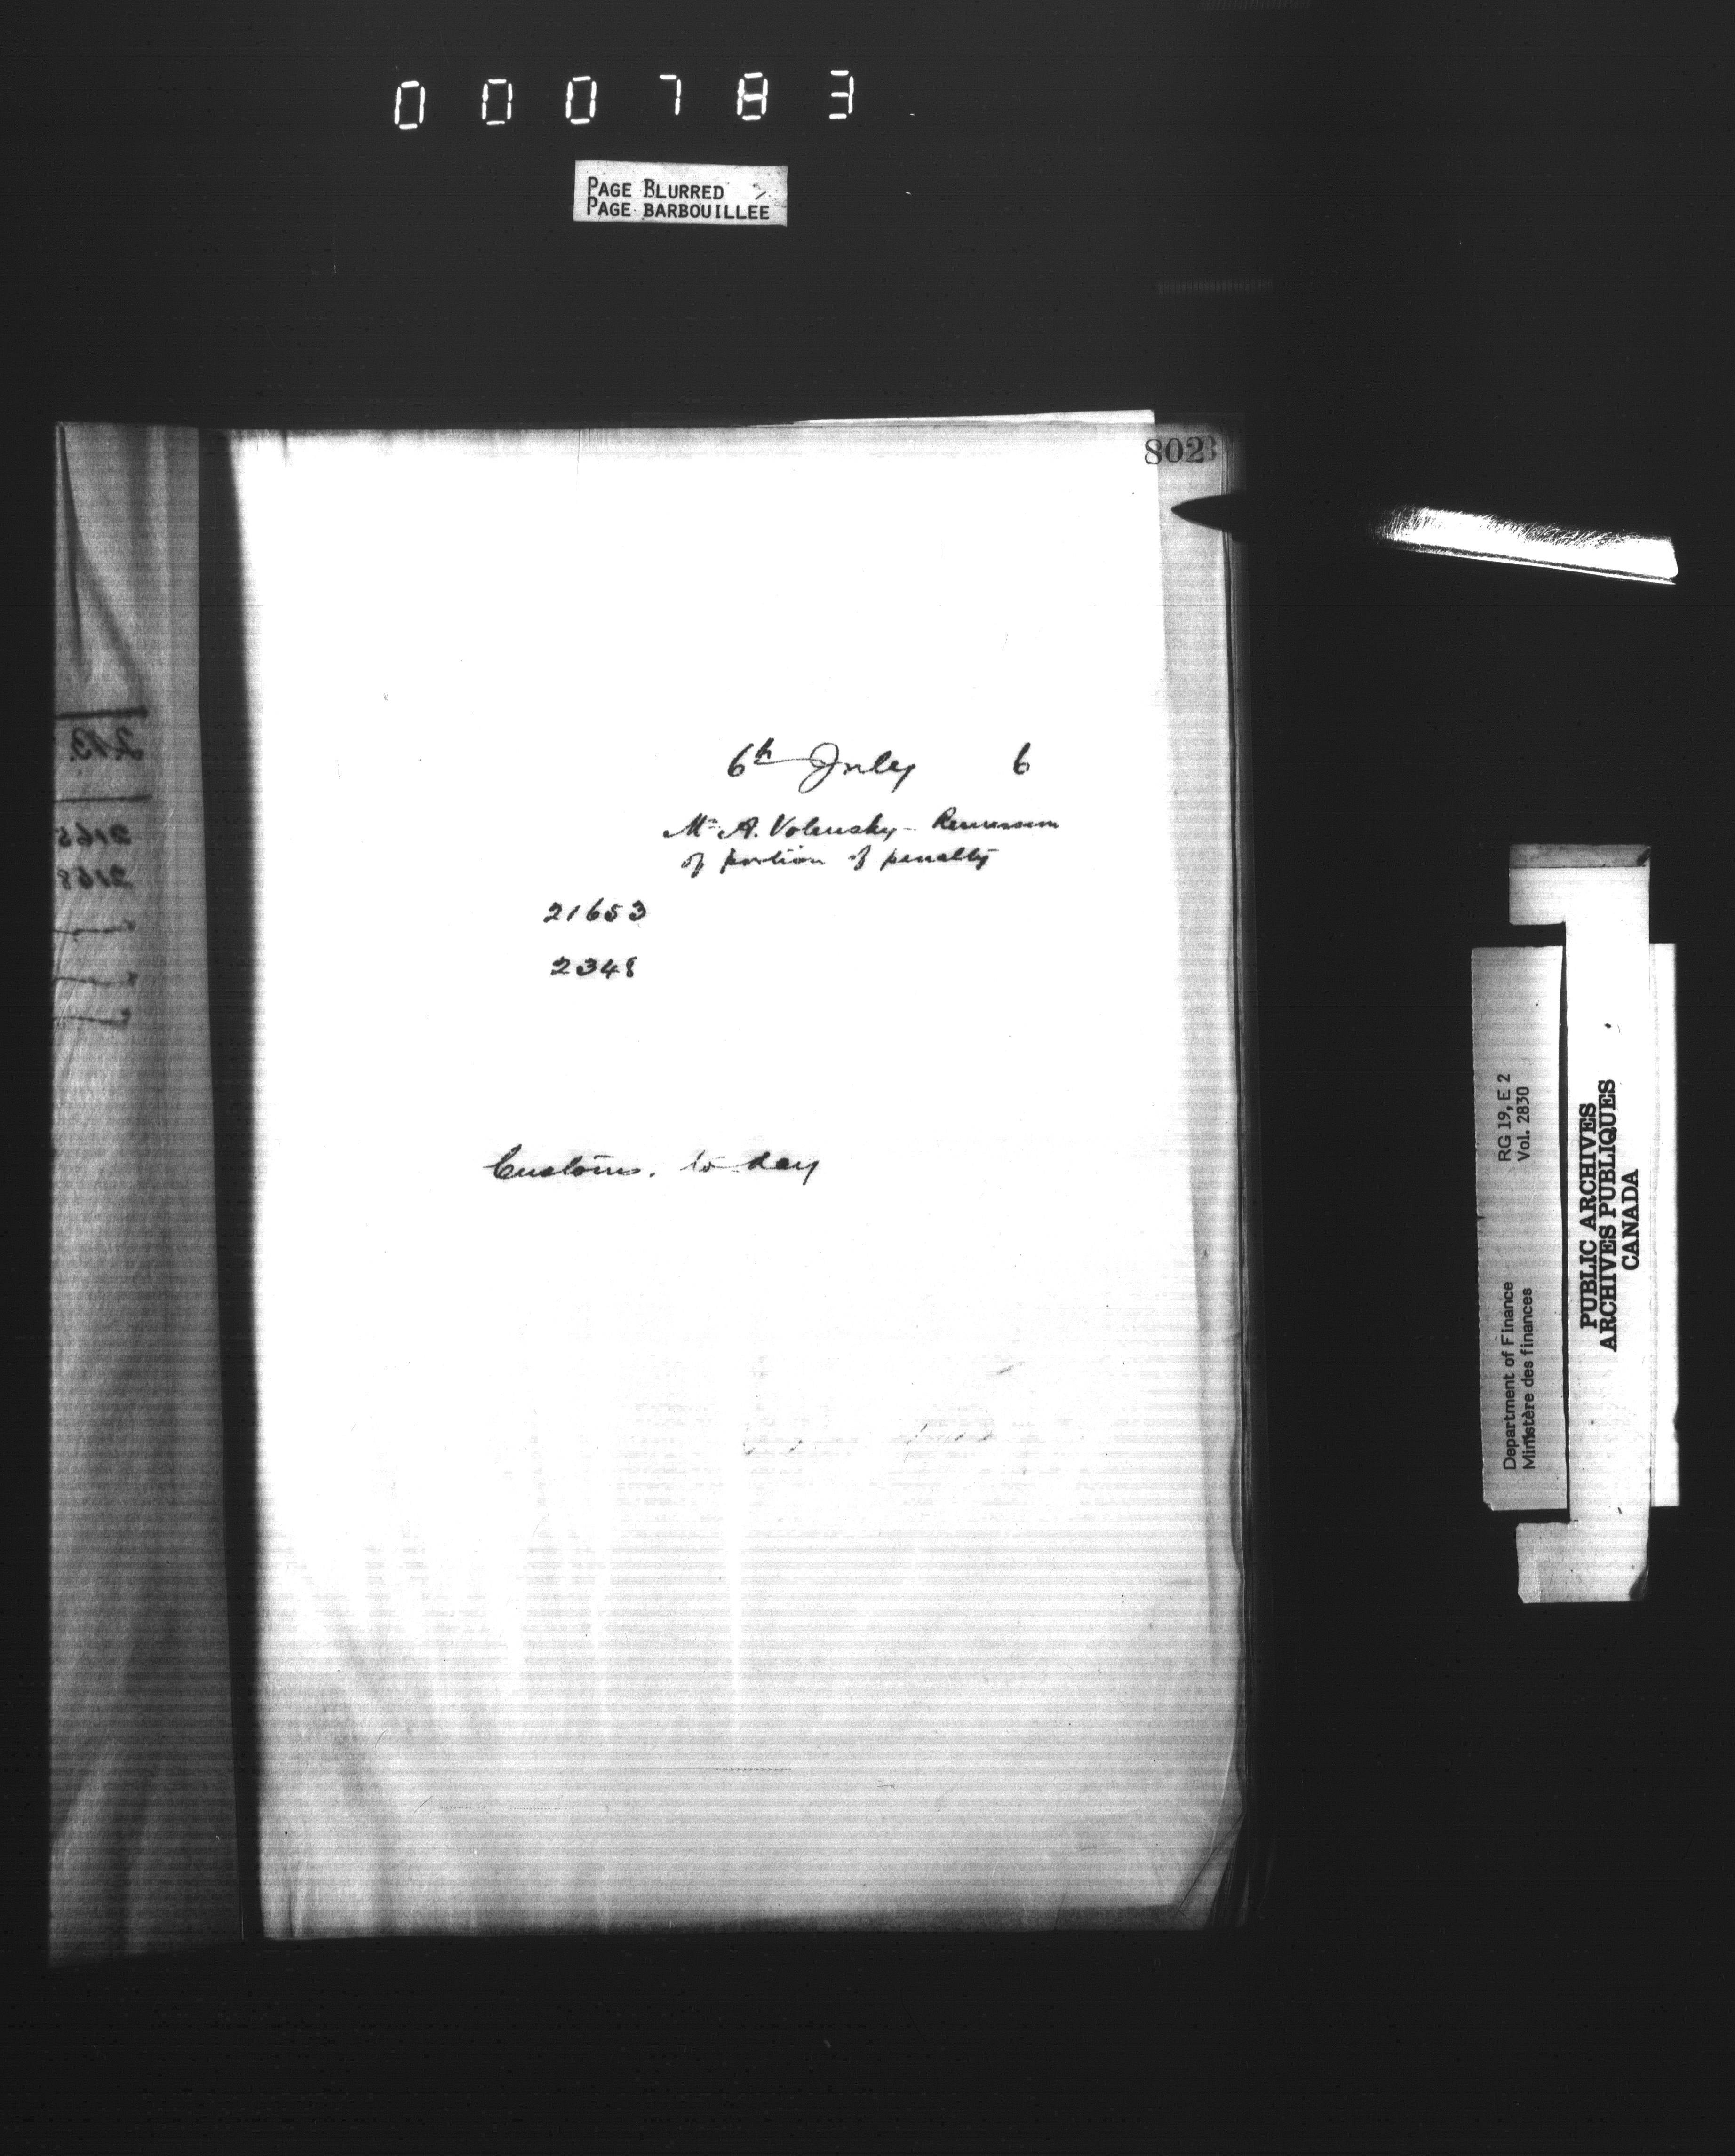 000783
PAGE BLURRED
PAGE BARBOUILLEE
802
6th July 6
Mr A. Volensky - Remission
of portion of penalty
21653
2348
Customs. to day
RG 19, E 2
Vol. 2830
Department of Finance
Ministère des finances
PUBLIC ARCHIVES
ARCHIVES PUBLIQUES
CANADA